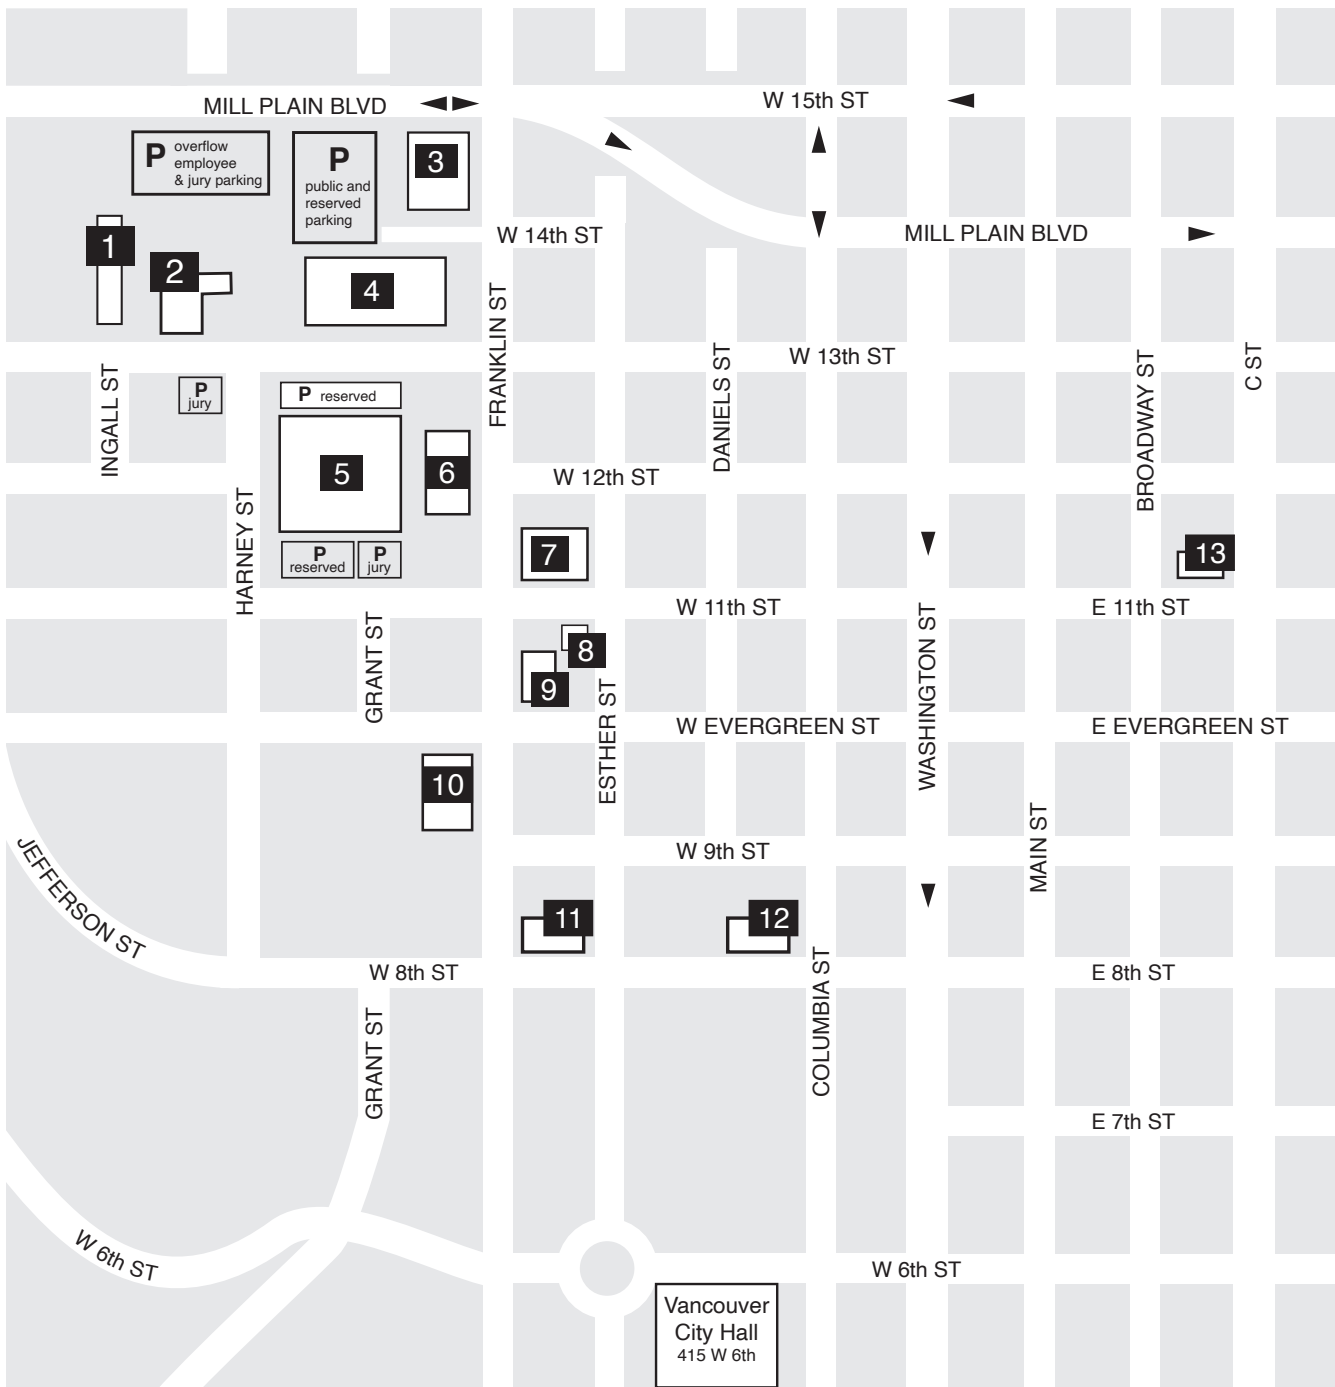 MILL PLAIN BLVD
W 15th ST
P
overflow
employee
& jury parking
P
public and
reserved
parking
3
1
2
4
W 14th ST
MILL PLAIN BLVD
FRANKLIN ST
W 13th ST
INGALL ST
P
jury
P reserved
DANIELS ST
BROADWAY ST
C ST
5
6
W 12th ST
HARNEY ST
P
reserved
P
jury
7
13
W 11th ST
E 11th ST
GRANT ST
8
9
ESTHER ST
WASHINGTON ST
W EVERGREEN ST
E EVERGREEN ST
10
MAIN ST
W 9th ST
JEFFERSON ST
11
12
W 8th ST
COLUMBIA ST
E 8th ST
GRANT ST
E 7th ST
W 6th ST
W 6th ST
Vancouver
City Hall
415 W 6th